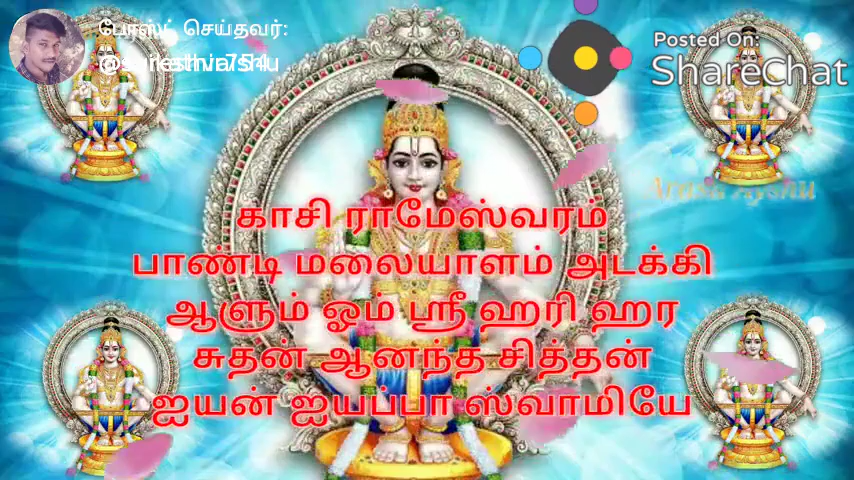 போஸ்ட் செய்தவர்:
Posted On:
ShareChat
காசி ராமேஸ்வரம்
பாண்டி மலையாளம் அடக்கி
ஆளும் ஓம் ஸ்ரீ ஹரி ஹர
சுதன் ஆனந்த சித்தன்
ஐயன் ஐயப்பா ஸ்வாமியே